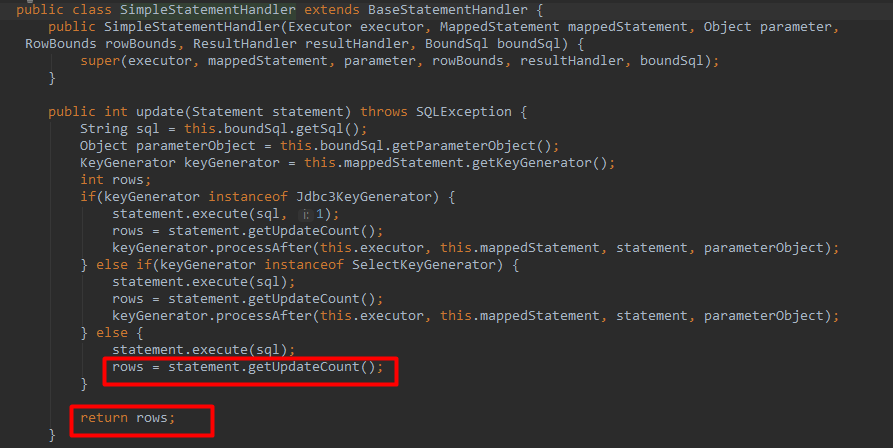 public class SimpleStatementHandler extends BaseStatementHandler {
public SimpleStatementHandler(Executor executor, MappedStatement mappedStatement, Object parameter,
RowBounds rowBounds, ResultHandler resultHandler, BoundSql boundSql) {
super(executor, mappedStatement, parameter, rowBounds, resultHandler, boundSql);
}
public int update(Statement statement) throws SQLException {
String sql = this.boundSql.getSql();
Object parameterObject = this.boundSql.getParameterObject();
KeyGenerator keyGenerator = this.mappedStatement.getKeyGenerator();
int rows;
if(keyGenerator instanceof Jdbc3KeyGenerator) {
statement.execute(sql, i: 1);
rows = statement.getUpdateCount();
keyGenerator.processAfter(this.executor, this.mappedStatement, statement, parameterObject);
} else if(keyGenerator instanceof SelectKeyGenerator) {
statement.execute(sql);
rows = statement.getUpdateCount();
keyGenerator.processAfter(this.executor, this.mappedStatement, statement, parameterObject);
} else {
statement.execute(sql);
rows = statement.getUpdateCount();
}
return rows;
}